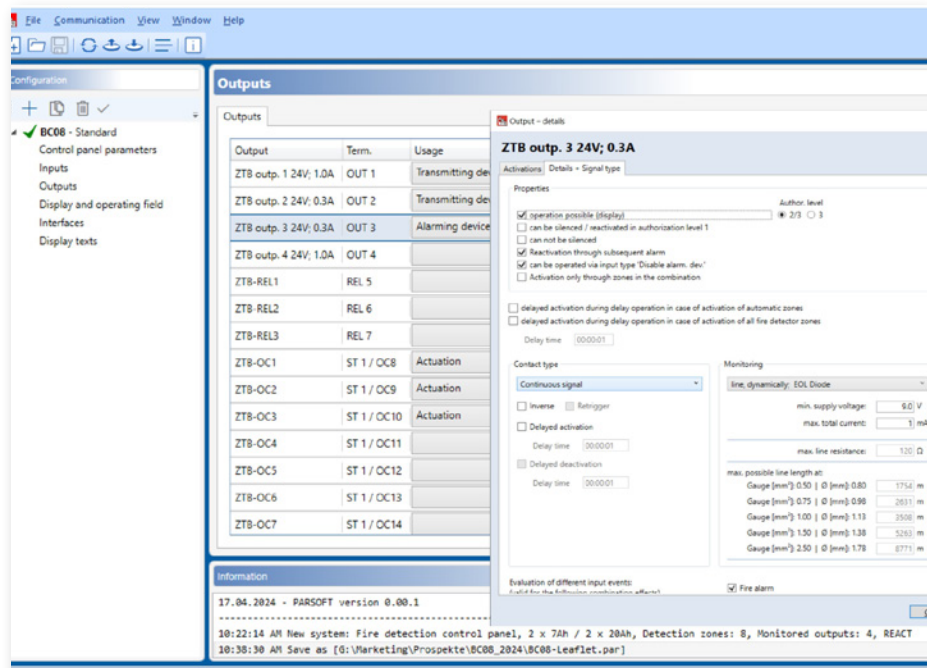 File Communication View Window Help
Configuration
BC08 - Standard
Control panel parameters
Inputs
Outputs
Display and operating field
Interfaces
Display texts
Outputs
Outputs
Output Term. Usage
ZTB outp. 1 24V; 1.0A OUT 1 Transmitting dev
ZTB outp. 2 24V; 0.3A OUT 2 Transmitting dev
ZTB outp. 3 24V; 0.3A OUT 3 Alarming device
ZTB outp. 4 24V; 1.0A OUT 4
ZTB-REL1 REL 5
ZTB-REL2 REL 6
ZTB-REL3 REL 7
ZTB-OC1 ST 1 / OC8 Actuation
ZTB-OC2 ST 1 / OC9 Actuation
ZTB-OC3 ST 1 / OC10 Actuation
ZTB-OC4 ST 1 / OC11
ZTB-OC5 ST 1 / OC12
ZTB-OC6 ST 1 / OC13
ZTB-OC7 ST 1 / OC14
Output - details
ZTB outp. 3 24V; 0.3A
Activations Details + Signal type
Properties
Author. level
operation possible (display) 2/3 3
can be silenced / reactivated in authorization level 1
can not be silenced
Reactivation through subsequent alarm
can be operated via input type 'Disable alarm. dev.'
Activation only through zones in the combination
delayed activation during delay operation in case of activation of automatic zones
delayed activation during delay operation in case of activation of all fire detector zones
Delay time 00:00:01
Contact type
Continuous signal
Inverse Retrigger
Delayed activation
Delay time 00:00:01
Delayed deactivation
Delay time 00:00:01
Monitoring
line, dynamically: EOL Diode
min. supply voltage: 9.0 V
max. total current: 1 mA
max. line resistance: 120 Ω
max. possible line length at:
Gauge [mm²]: 0.50 | Ø [mm]: 0.80 1754 m
Gauge [mm²]: 0.75 | Ø [mm]: 0.98 2631 m
Gauge [mm²]: 1.00 | Ø [mm]: 1.13 3508 m
Gauge [mm²]: 1.50 | Ø [mm]: 1.38 5263 m
Gauge [mm²]: 2.50 | Ø [mm]: 1.78 8771 m
Evaluation of different input events:
(valid for the following combination effects)
Fire alarm
Information
17.04.2024 - PARSOFT version 0.00.1
10:22:14 AM New system: Fire detection control panel, 2 x 7Ah / 2 x 20Ah, Detection zones: 8, Monitored outputs: 4, REACT
10:38:30 AM Save as [G:\Marketing\Prospekte\BC08_2024\BC08-Leaflet.par]